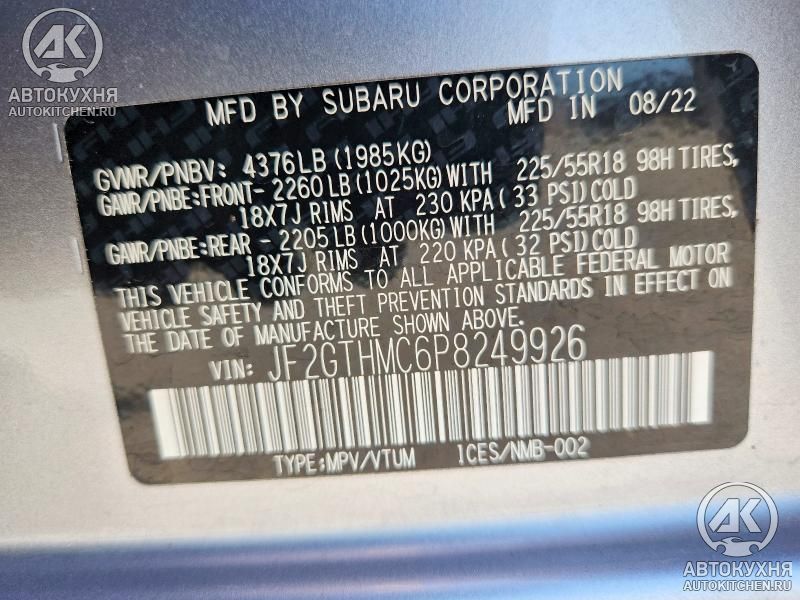 AK
АВТОКУХНЯ
AUTOKITCHEN.RU
MFD BY SUBARU CORPORATION
MFD IN 08/22
GVWR/PNBV: 4376LB (1985KG)
GAWR/PNBE:FRONT- 2260LB (1025KG) WITH 225/55R18 98H TIRES,
18X7J RIMS AT 230 KPA (33 PSI) COLD
GAWR/PNBE:REAR - 2205LB (1000KG) WITH 225/55R18 98H TIRES,
18X7J RIMS AT 220 KPA (32 PSI) COLD
THIS VEHICLE CONFORMS TO ALL APPLICABLE FEDERAL MOTOR
VEHICLE SAFETY AND THEFT PREVENTION STANDARDS IN EFFECT ON
THE DATE OF MANUFACTURE SHOWN ABOVE.
VIN: JF2GTHMC6P8249926
TYPE:MPV/VTUM ICES/NMB-002
AK
АВТОКУХНЯ
AUTOKITCHEN.RU